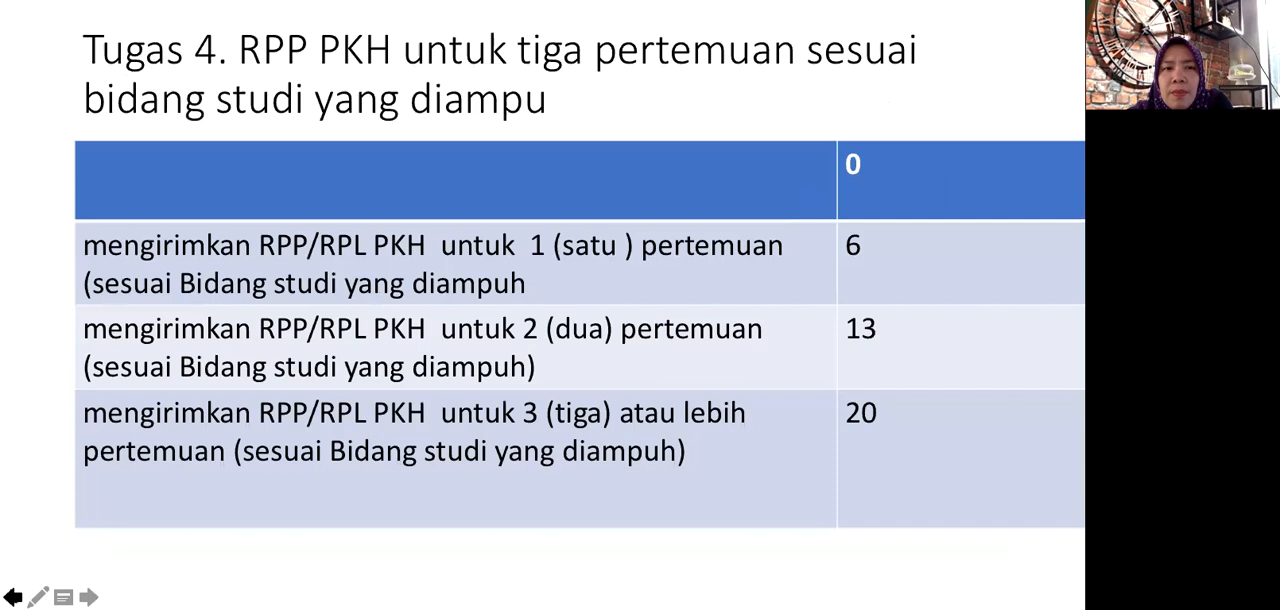 Tugas 4. RPP PKH untuk tiga pertemuan sesuai
bidang studi yang diampu
0
mengirimkan RPP/RPL PKH  untuk  1 (satu ) pertemuan
(sesuai Bidang studi yang diampuh
6
mengirimkan RPP/RPL PKH  untuk 2 (dua) pertemuan
(sesuai Bidang studi yang diampuh)
13
mengirimkan RPP/RPL PKH  untuk 3 (tiga) atau lebih
pertemuan (sesuai Bidang studi yang diampuh)
20